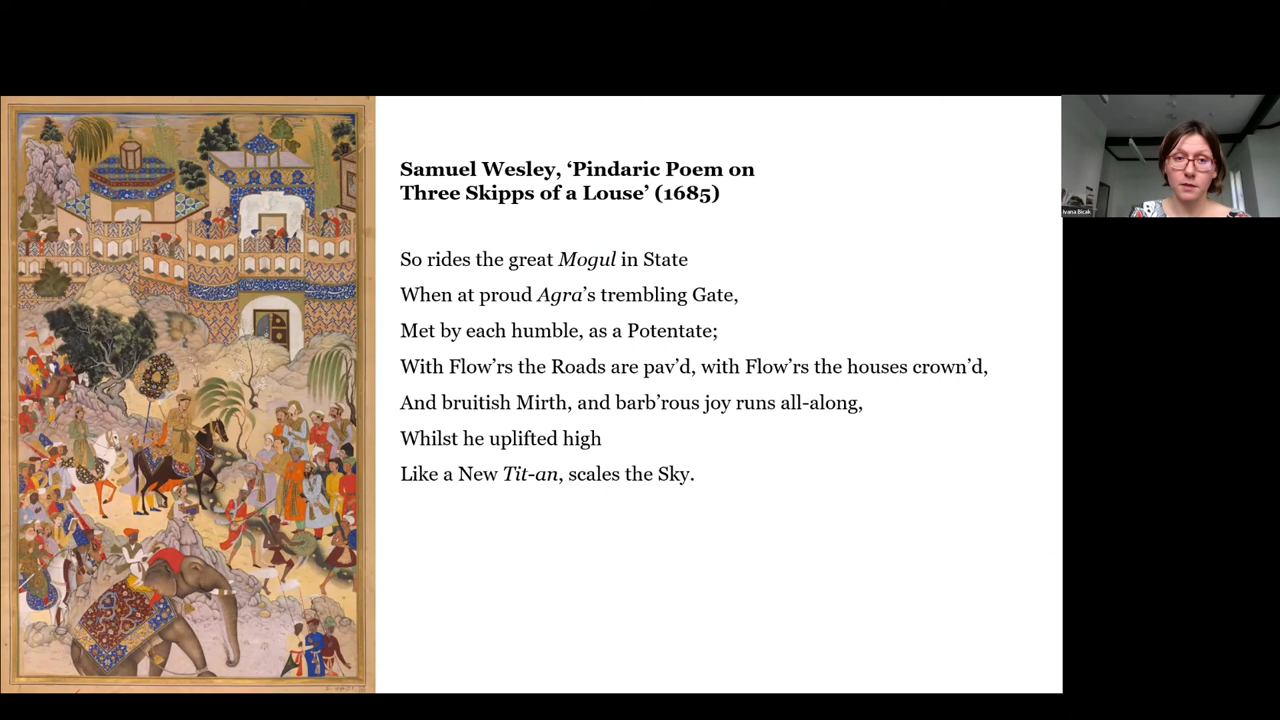 Samuel Wesley, ‘Pindaric Poem on
Three Skipps of a Louse’ (1685)
So rides the great Mogul in State
When at proud Agra’s trembling Gate,
Met by each humble, as a Potentate;
With Flow’rs the Roads are pav’d, with Flow’rs the houses crown’d,
And bruitish Mirth, and barb’rous joy runs all-along,
Whilst he uplifted high
Like a New Tit-an, scales the Sky.
Ivana Bicak